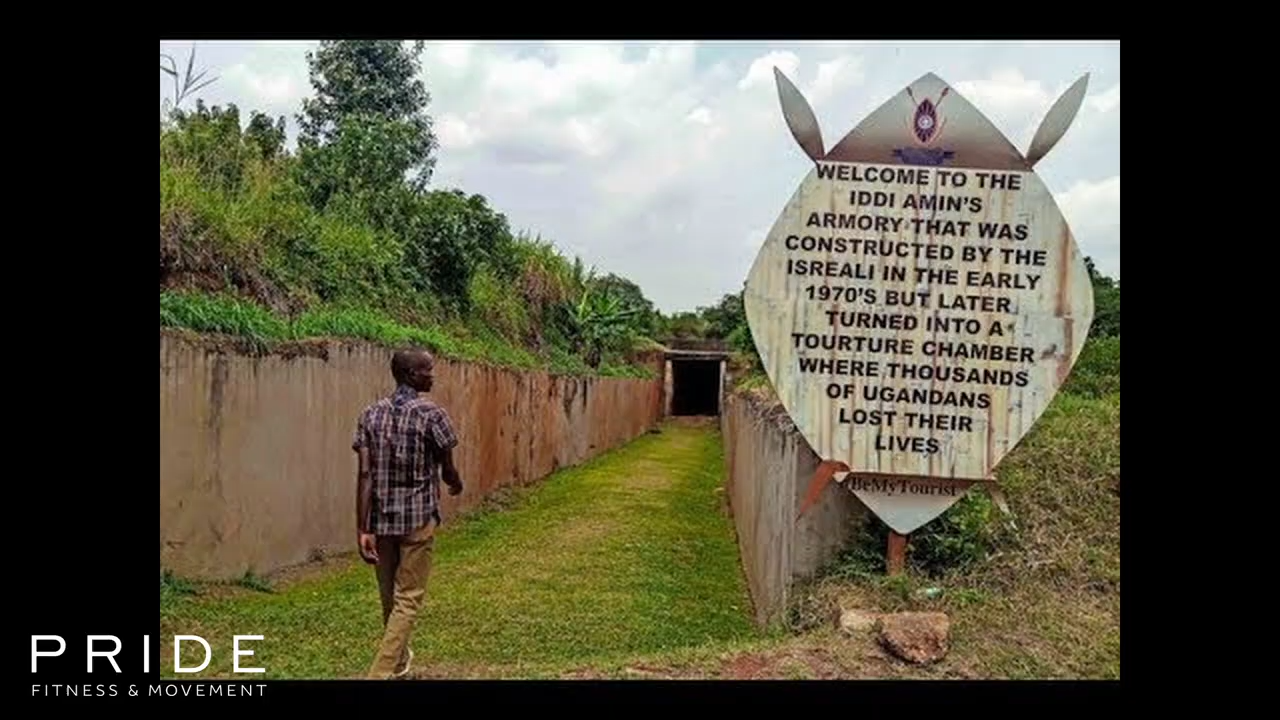 WELCOME TO THE
IDDI AMIN'S
ARMORY THAT WAS
CONSTRUCTED BY THE
ISREALI IN THE EARLY
1970'S BUT LATER
TURNED INTO A
TOURTURE CHAMBER
WHERE THOUSANDS
OF UGANDANS
LOST THEIR
LIVES
#BeMyTourist
PRIDE
FITNESS & MOVEMENT